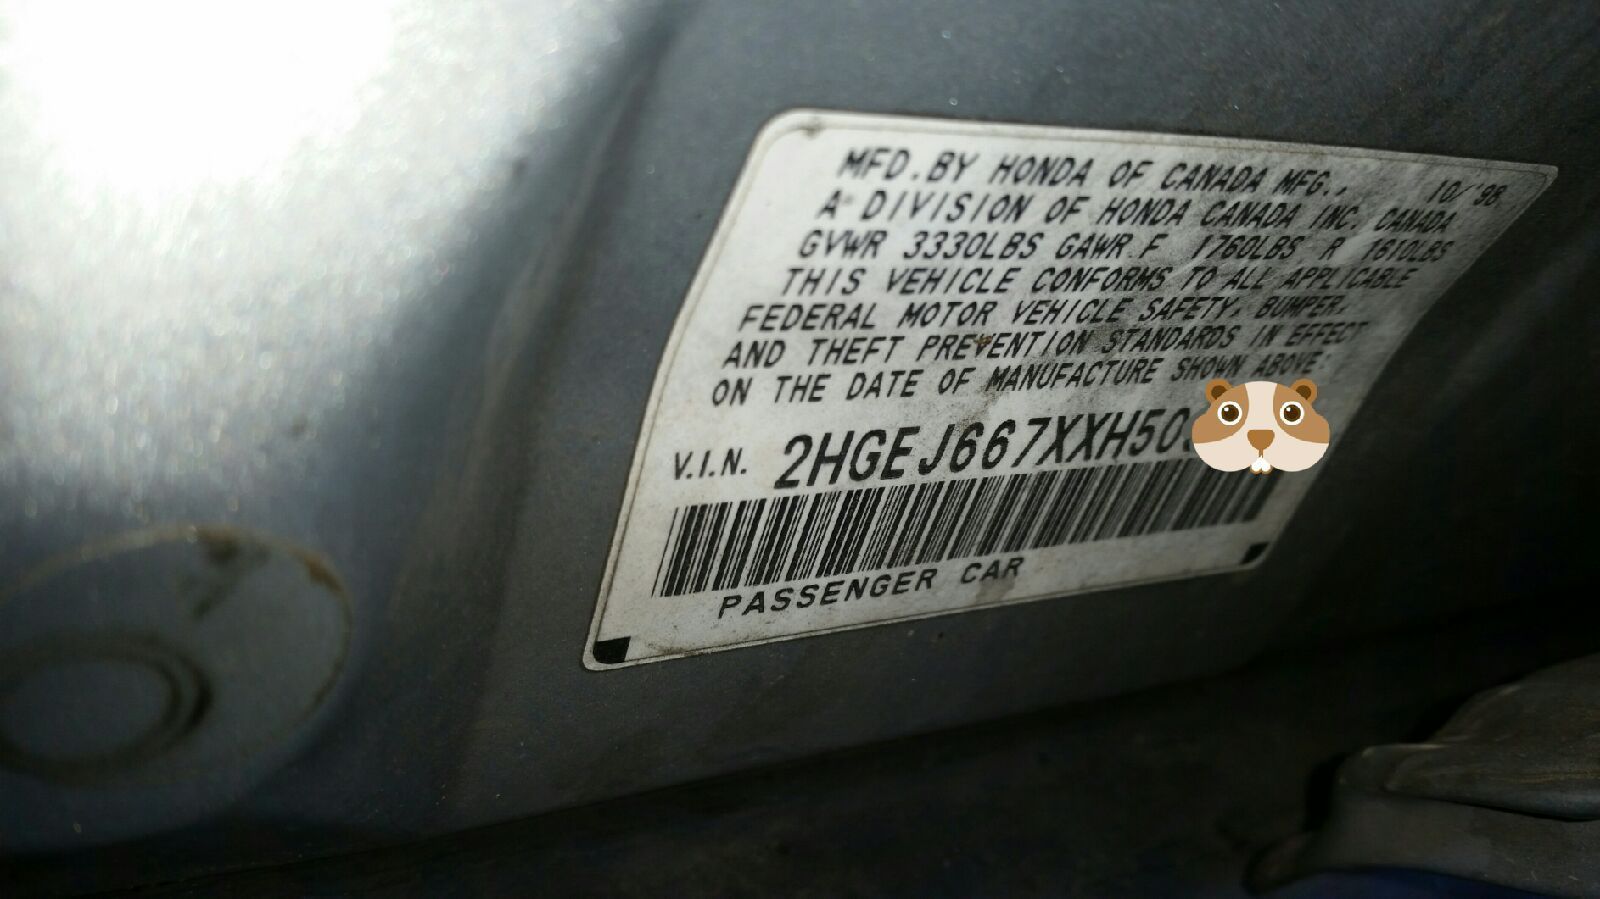 MFD. BY HONDA OF CANADA MFG., 10/'98
A DIVISION OF HONDA CANADA INC. CANADA
GVWR 3330LBS GAWR F 1760LBS R 1610LBS
THIS VEHICLE CONFORMS TO ALL APPLICABLE
FEDERAL MOTOR VEHICLE SAFETY, BUMPER,
AND THEFT PREVENTION STANDARDS IN EFFECT
ON THE DATE OF MANUFACTURE SHOWN ABOVE:
V.I.N. 2HGEJ667XXH50
PASSENGER CAR